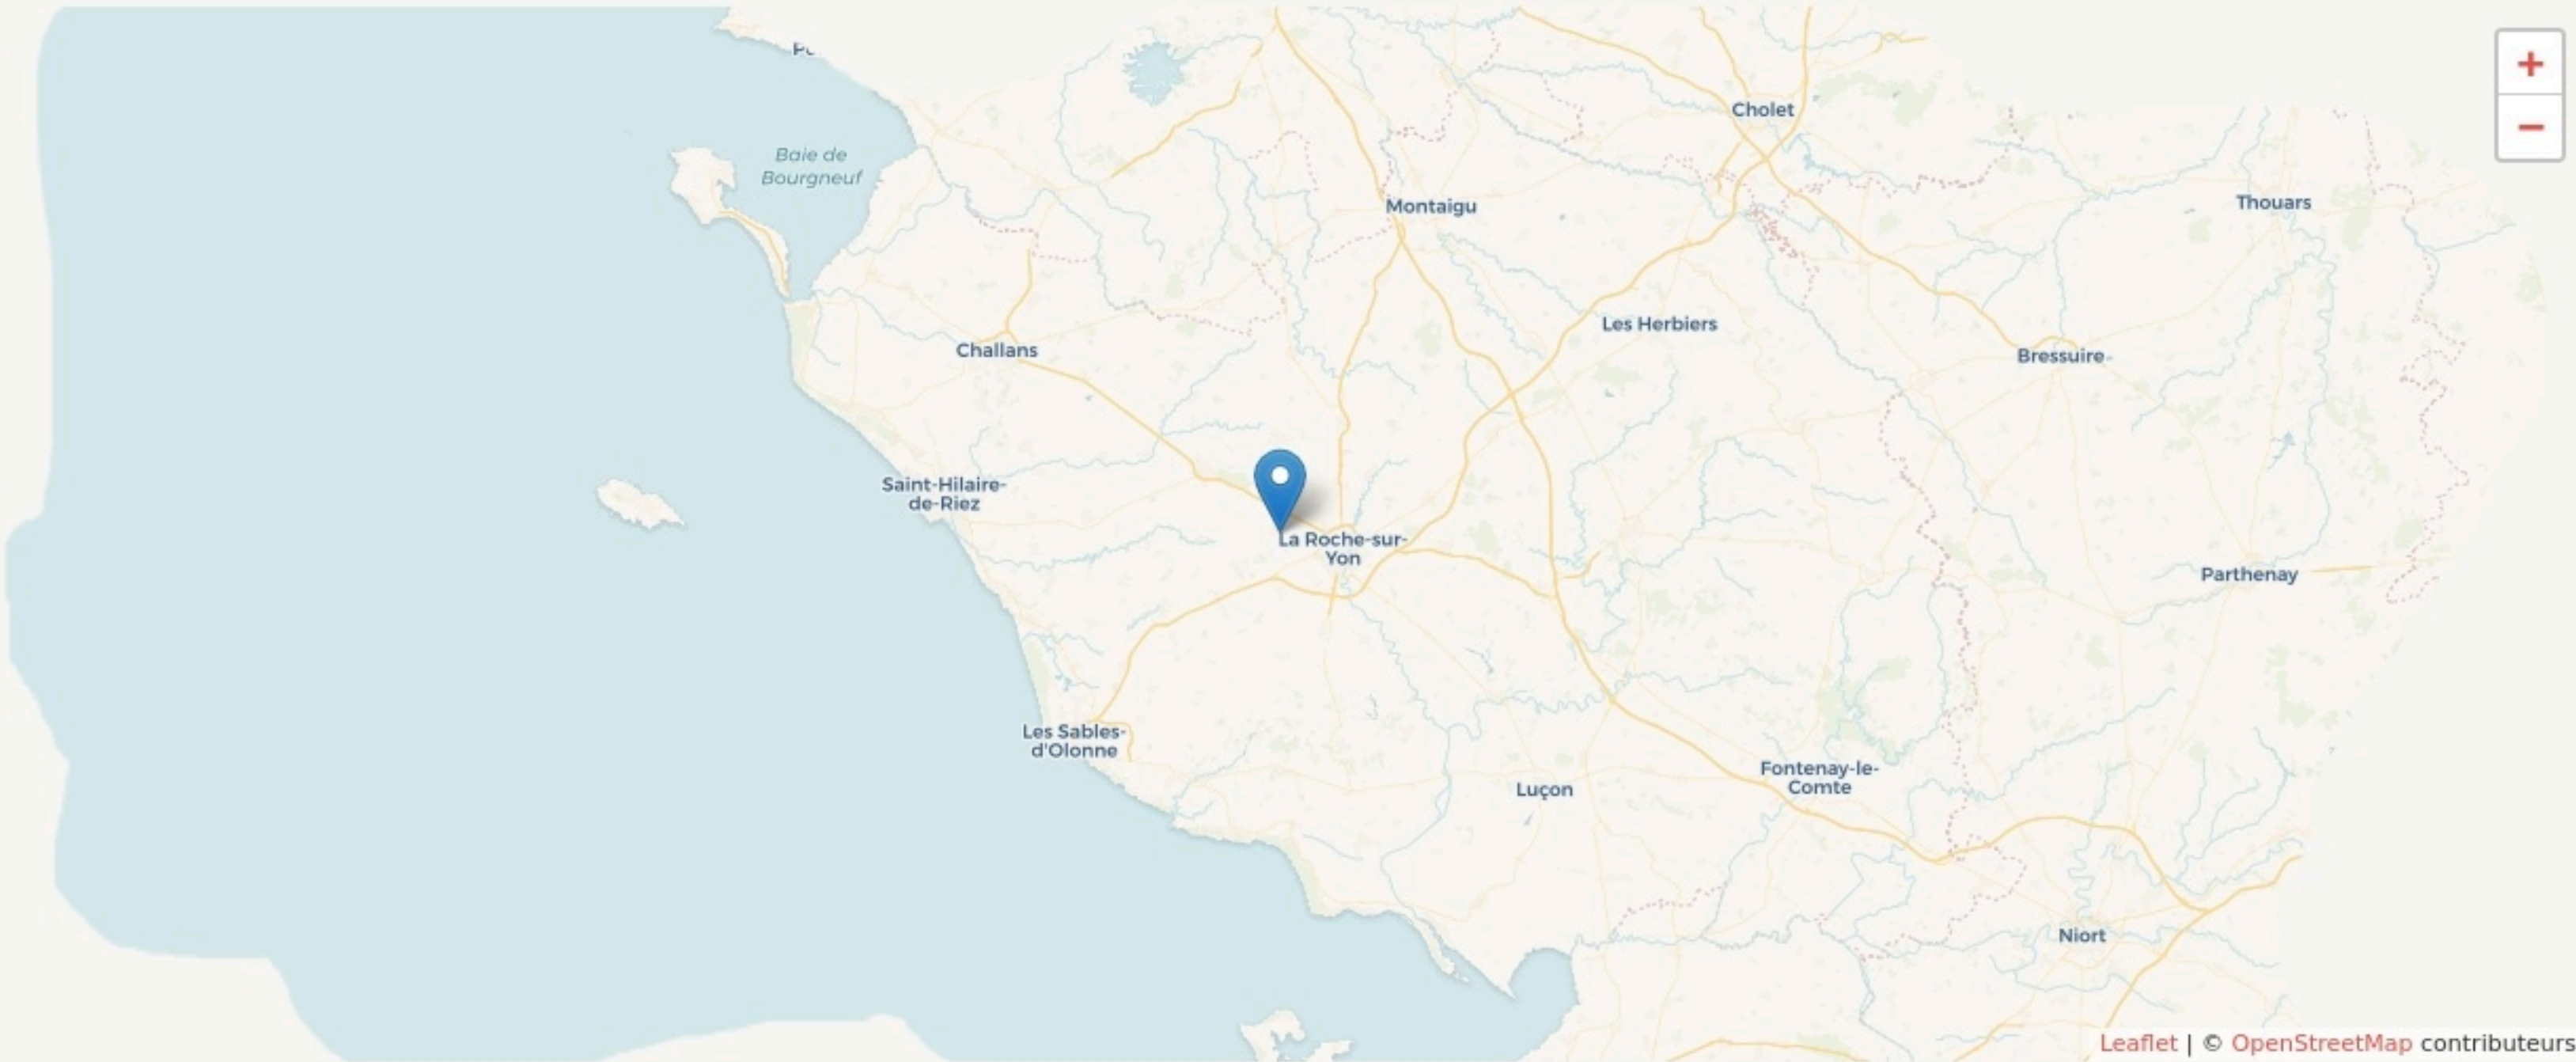 +
−
Cholet
Baie de
Bourgneuf
Montaigu
Thouars
Les Herbiers
Challans
Bressuire
Saint-Hilaire-
de-Riez
La Roche-sur-
Yon
Parthenay
Les Sables-
d'Olonne
Fontenay-le-
Comte
Luçon
Niort
Leaflet | © OpenStreetMap contributeurs